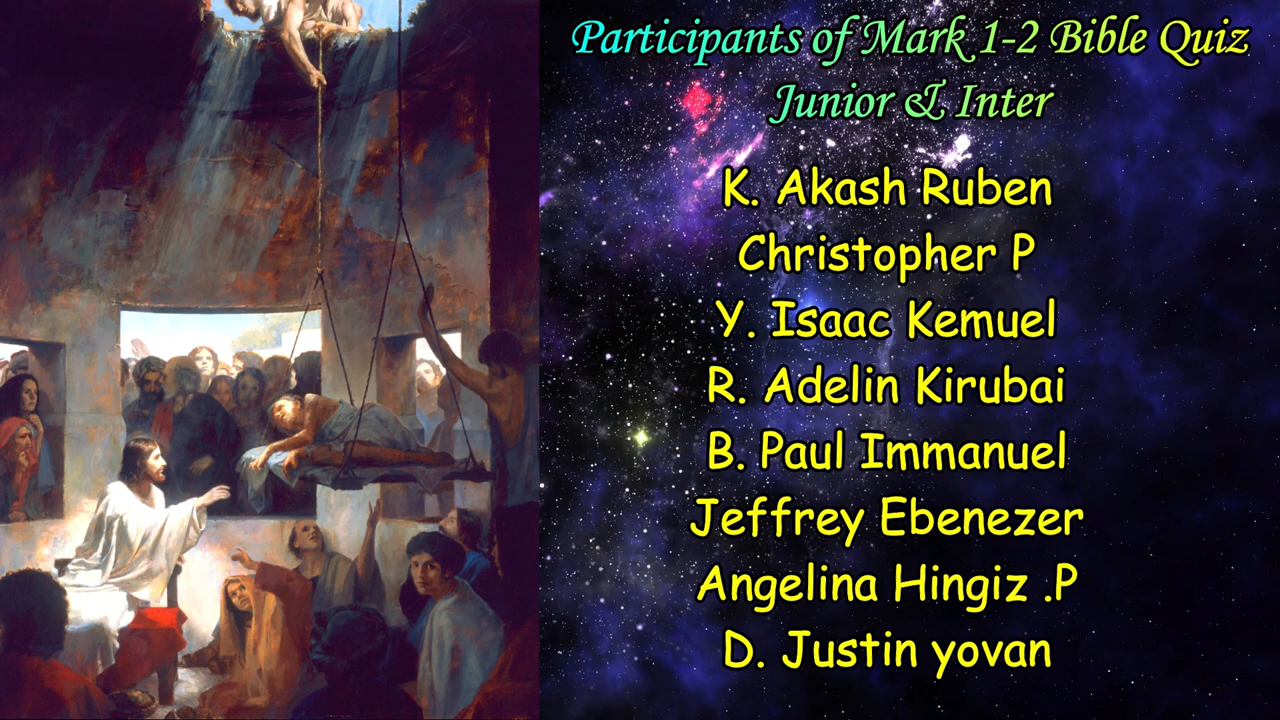 Participants of Mark 1-2 Bible Quiz
Junior & Inter
K. Akash Ruben
Christopher P
Y. Isaac Kemuel
R. Adelin Kirubai
B. Paul Immanuel
Jeffrey Ebenezer
Angelina Hingiz .P
D. Justin yovan